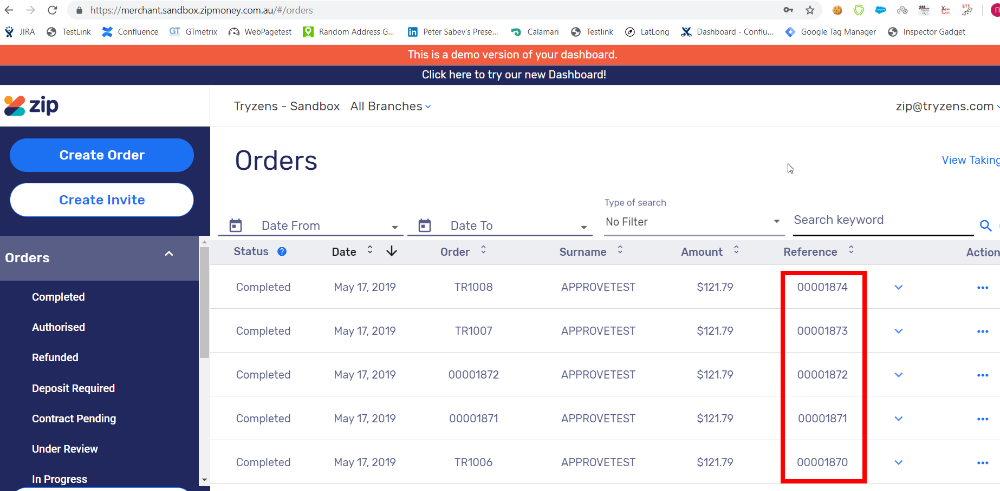 https://merchant.sandbox.zipmoney.com.au/#/orders
JIRA TestLink Confluence GT GTmetrix WebPagetest Random Address G... Peter Sabev's Prese... Calamari Testlink LatLong Dashboard - Conflu... Google Tag Manager Inspector Gadget
This is a demo version of your dashboard.
Click here to try our new Dashboard!
zip Tryzens - Sandbox All Branches zip@tryzens.com
Create Order
Create Invite
Orders
Completed
Authorised
Refunded
Deposit Required
Contract Pending
Under Review
In Progress
Orders View Taking
Type of search
Date From Date To No Filter Search keyword
Status ? Date Order Surname Amount Reference Action
Completed May 17, 2019 TR1008 APPROVETEST $121.79 00001874
Completed May 17, 2019 TR1007 APPROVETEST $121.79 00001873
Completed May 17, 2019 00001872 APPROVETEST $121.79 00001872
Completed May 17, 2019 00001871 APPROVETEST $121.79 00001871
Completed May 17, 2019 TR1006 APPROVETEST $121.79 00001870